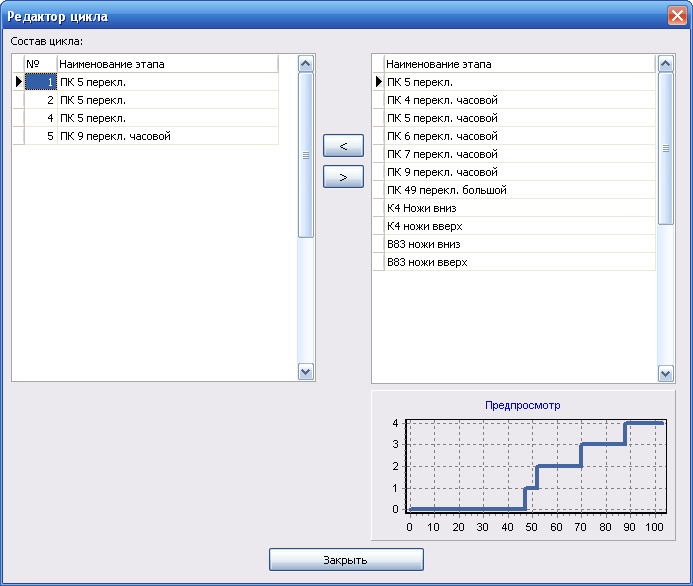 Редактор цикла
Состав цикла:
№ Наименование этапа
1 ПК 5 перекл.
2 ПК 5 перекл.
4 ПК 5 перекл.
5 ПК 9 перекл. часовой
<
>
Наименование этапа
ПК 5 перекл.
ПК 4 перекл. часовой
ПК 5 перекл. часовой
ПК 6 перекл. часовой
ПК 7 перекл. часовой
ПК 9 перекл. часовой
ПК 49 перекл. большой
К4 Ножи вниз
К4 ножи вверх
В83 ножи вниз
В83 ножи вверх
Предпросмотр
4
3
2
1
0
0 10 20 30 40 50 60 70 80 90 100
Закрыть